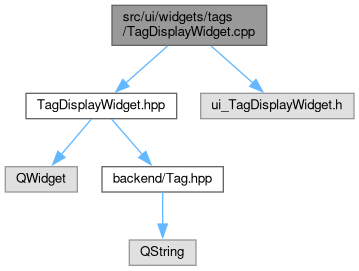 src/ui/widgets/tags
/TagDisplayWidget.cpp
TagDisplayWidget.hpp
ui_TagDisplayWidget.h
QWidget
backend/Tag.hpp
QString